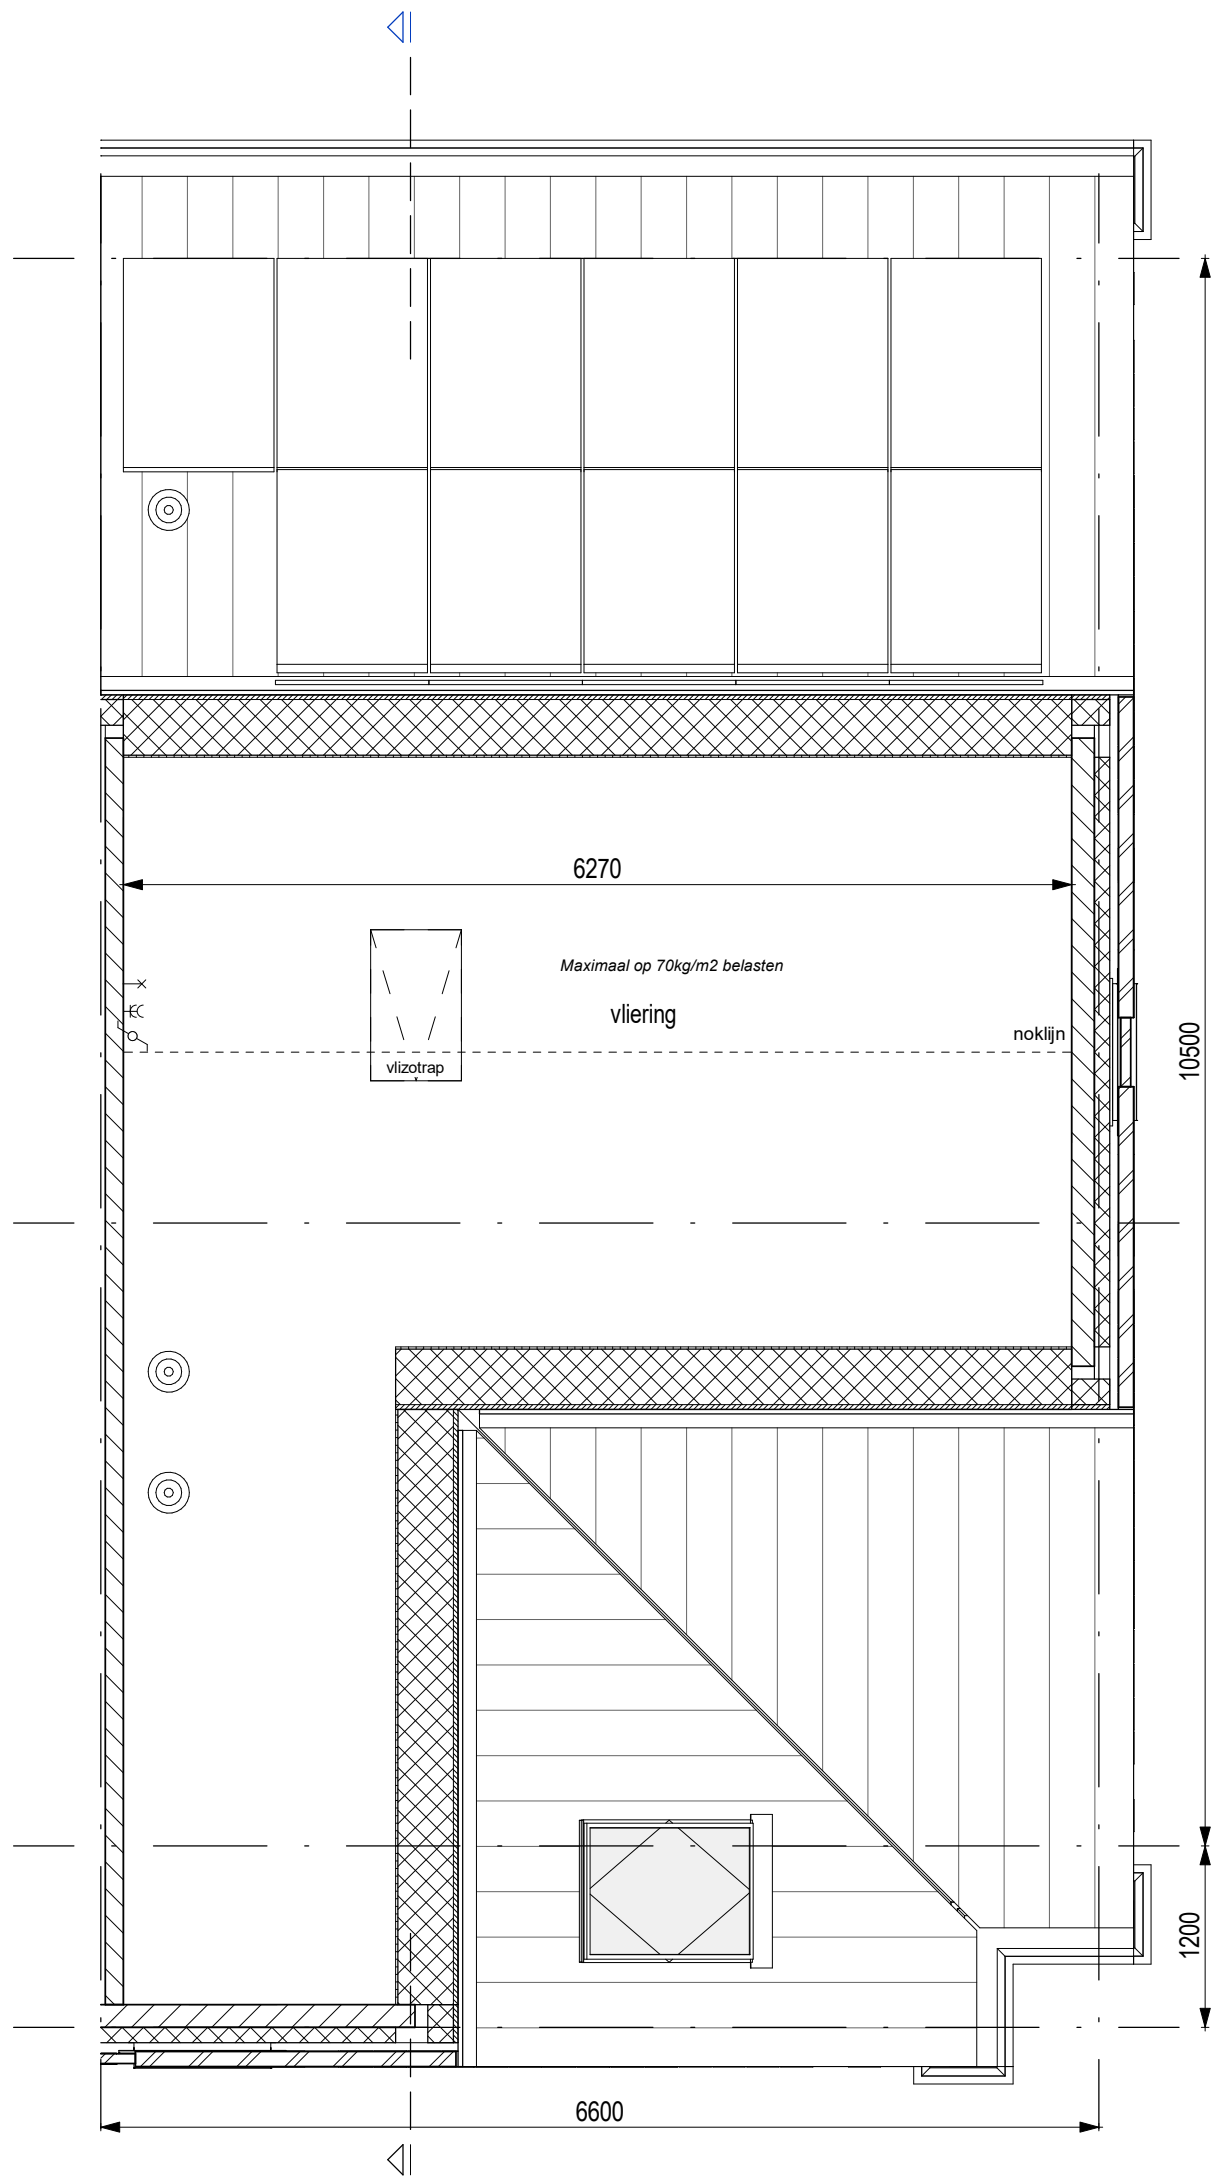 6270
Maximaal op 70kg/m2 belasten
vliering
noklijn
vlizotrap
10500
1200
6600